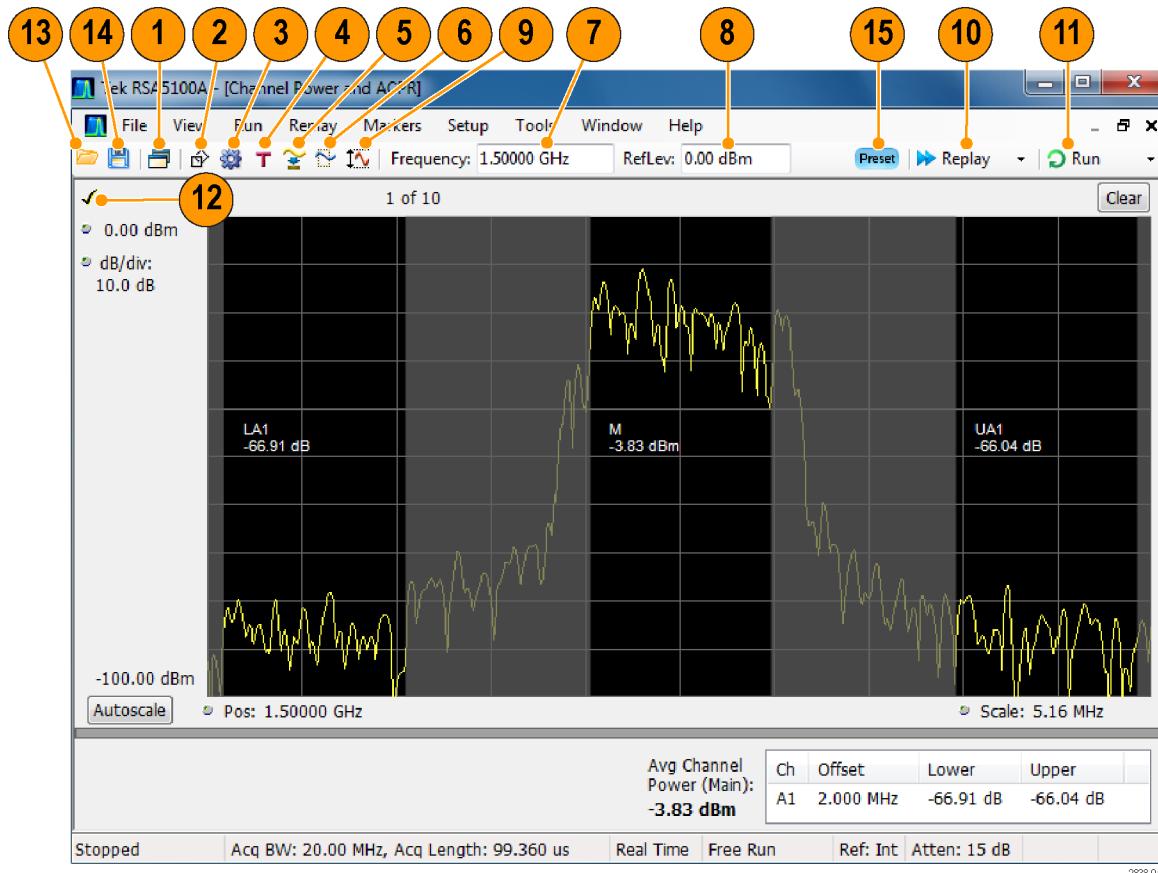 13 14 1 2 3 4 5 6 9 7 8 15 10 11
Tek RSA5100A - [Channel Power and ACPR]
File View Run Replay Markers Setup Tools Window Help
T Frequency: 1.50000 GHz RefLev: 0.00 dBm Preset Replay Run
12
1 of 10
Clear
0.00 dBm
dB/div:
10.0 dB
LA1
-66.91 dB
M
-3.83 dBm
UA1
-66.04 dB
-100.00 dBm
Autoscale Pos: 1.50000 GHz Scale: 5.16 MHz
Avg Channel
Power (Main):
-3.83 dBm
Ch Offset Lower Upper
A1 2.000 MHz -66.91 dB -66.04 dB
Stopped Acq BW: 20.00 MHz, Acq Length: 99.360 us Real Time Free Run Ref: Int Atten: 15 dB